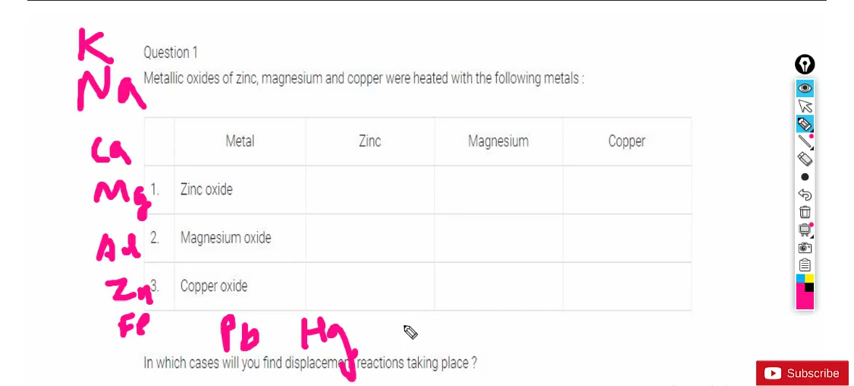 K
Question 1
Na
Metallic oxides of zinc, magnesium and copper were heated with the following metals :
Ca
Metal Zinc Magnesium Copper
Mg
1. Zinc oxide
Al
2. Magnesium oxide
Zn
3. Copper oxide
Fe Pb Hg
In which cases will you find displacement reactions taking place ?
Subscribe